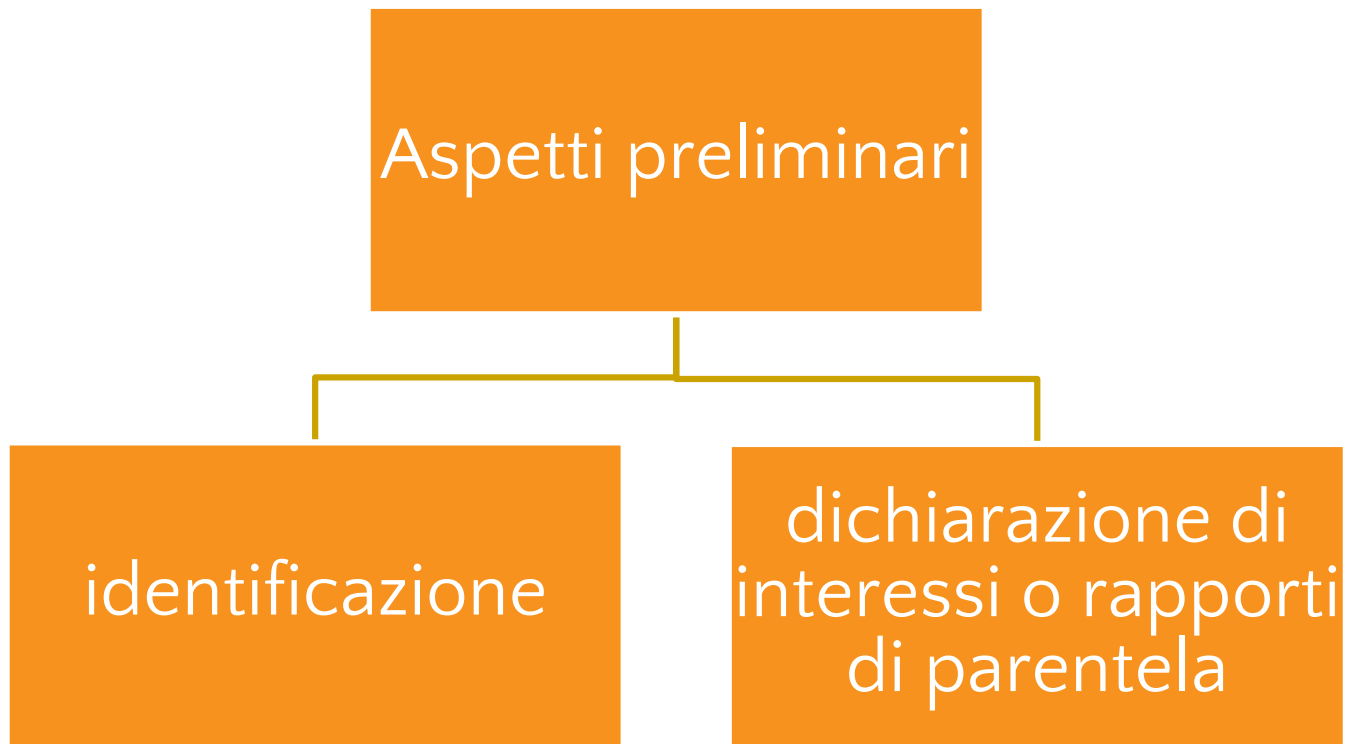 Aspetti preliminari
identificazione
dichiarazione di
interessi o rapporti
di parentela